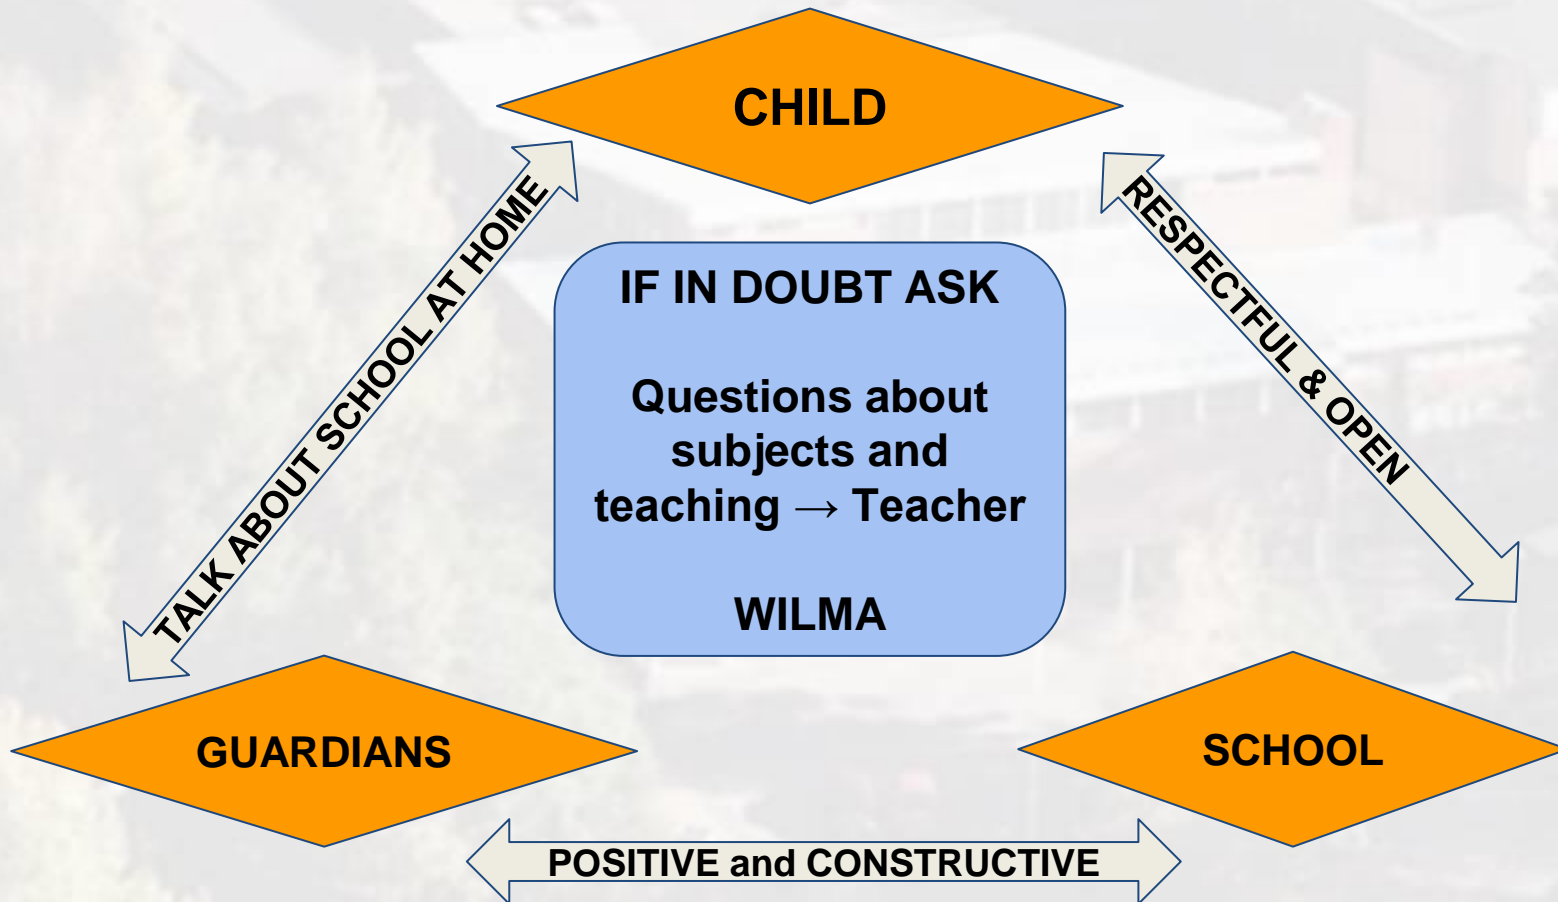 CHILD
TALK ABOUT SCHOOL AT HOME
RESPECTFUL & OPEN
IF IN DOUBT ASK
Questions about
subjects and
teaching → Teacher
WILMA
GUARDIANS
SCHOOL
POSITIVE and CONSTRUCTIVE